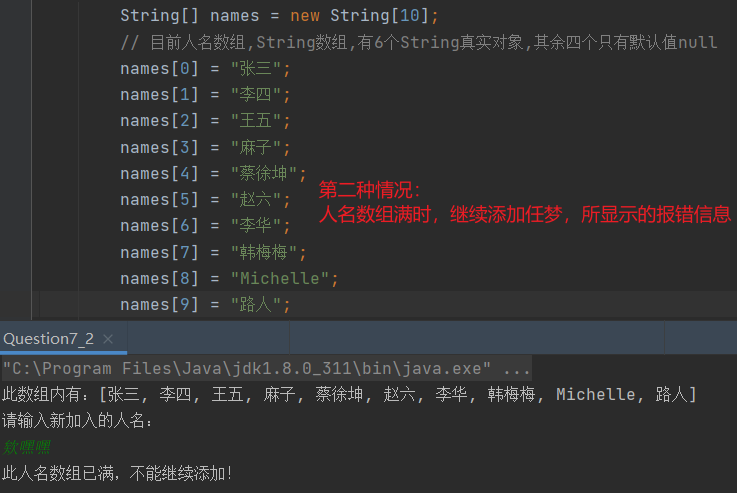 String[] names = new String[10];
// 目前人名数组,String数组,有6个String真实对象,其余四个只有默认值null
names[0] = "张三";
names[1] = "李四";
names[2] = "王五";
names[3] = "麻子";
names[4] = "蔡徐坤";
names[5] = "赵六";
names[6] = "李华";
names[7] = "韩梅梅";
names[8] = "Michelle";
names[9] = "路人";
第二种情况：
人名数组满时，继续添加任梦，所显示的报错信息
Question7_2 ×
"C:\Program Files\Java\jdk1.8.0_311\bin\java.exe" ...
此数组内有：[张三, 李四, 王五, 麻子, 蔡徐坤, 赵六, 李华, 韩梅梅, Michelle, 路人]
请输入新加入的人名：
欸嘿嘿
此人名数组已满，不能继续添加！